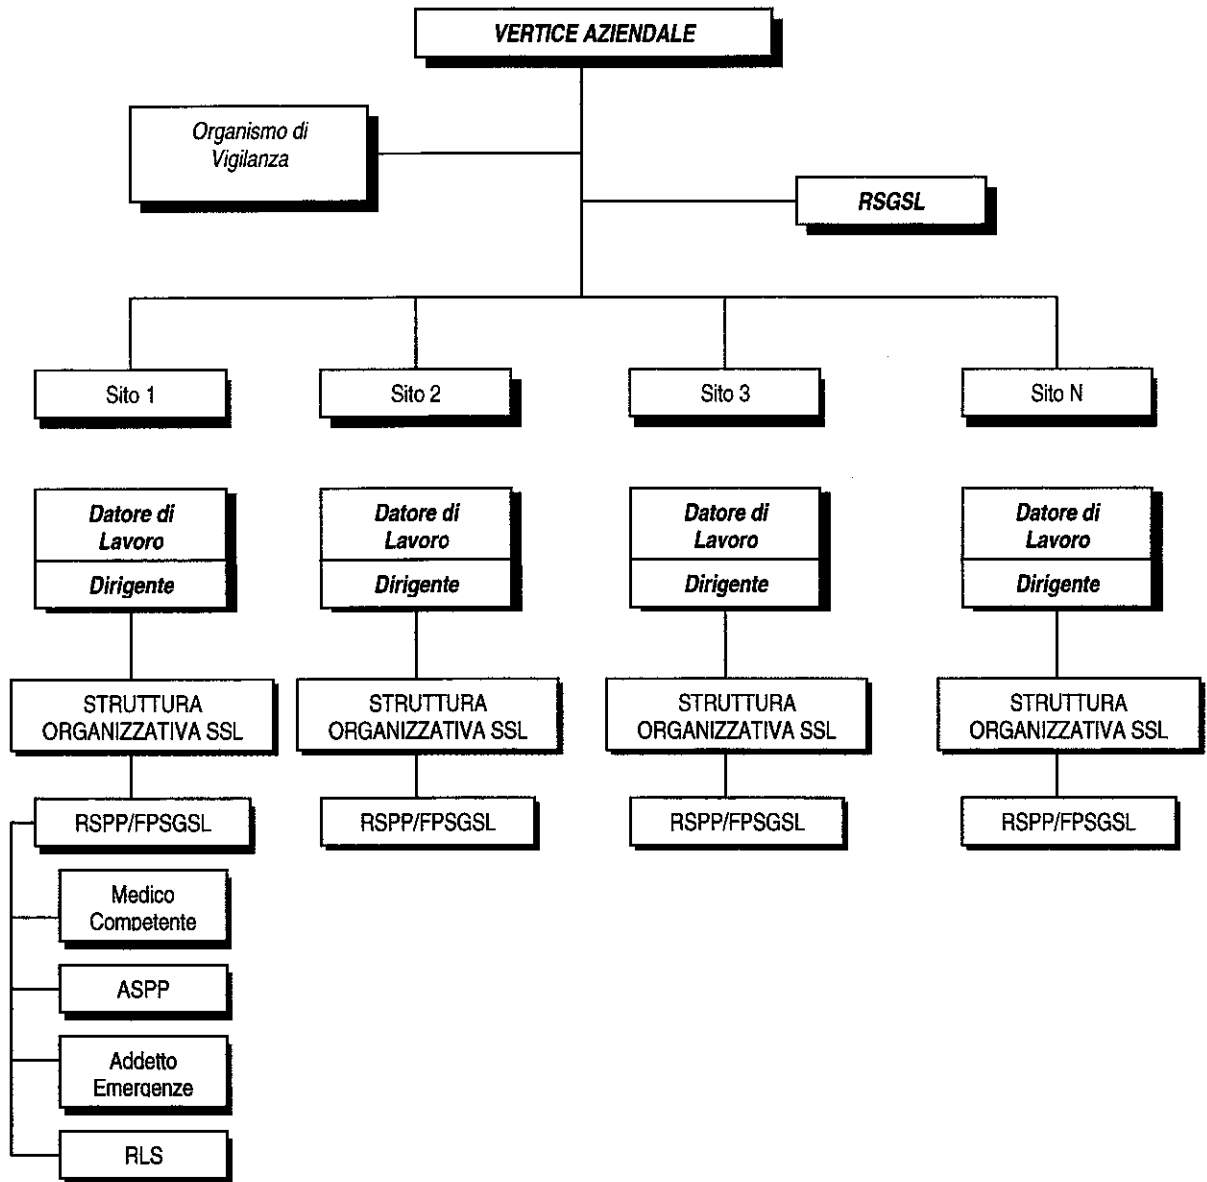 VERTICE AZIENDALE
Organismo di
Vigilanza
RSGSL
Sito 1
Sito 2
Sito 3
Sito N
Datore di
Lavoro
Dirigente
Datore di
Lavoro
Dirigente
Datore di
Lavoro
Dirigente
Datore di
Lavoro
Dirigente
STRUTTURA
ORGANIZZATIVA SSL
STRUTTURA
ORGANIZZATIVA SSL
STRUTTURA
ORGANIZZATIVA SSL
STRUTTURA
ORGANIZZATIVA SSL
RSPP/FPSGSL
RSPP/FPSGSL
RSPP/FPSGSL
RSPP/FPSGSL
Medico
Competente
ASPP
Addetto
Emergenze
RLS